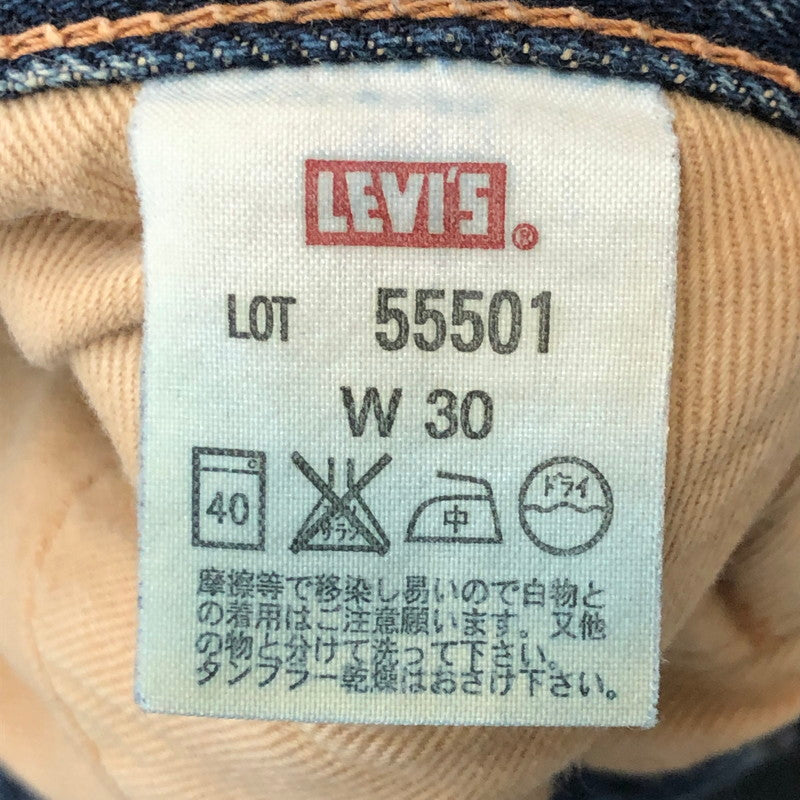 LEVI'S®
LOT 55501
W 30
40 サラシ 中 ドライ
摩擦等で移染し易いので白物と
の着用はご注意願います。又他
の物と分けて洗って下さい。
タンブラー乾燥はおさけ下さい。